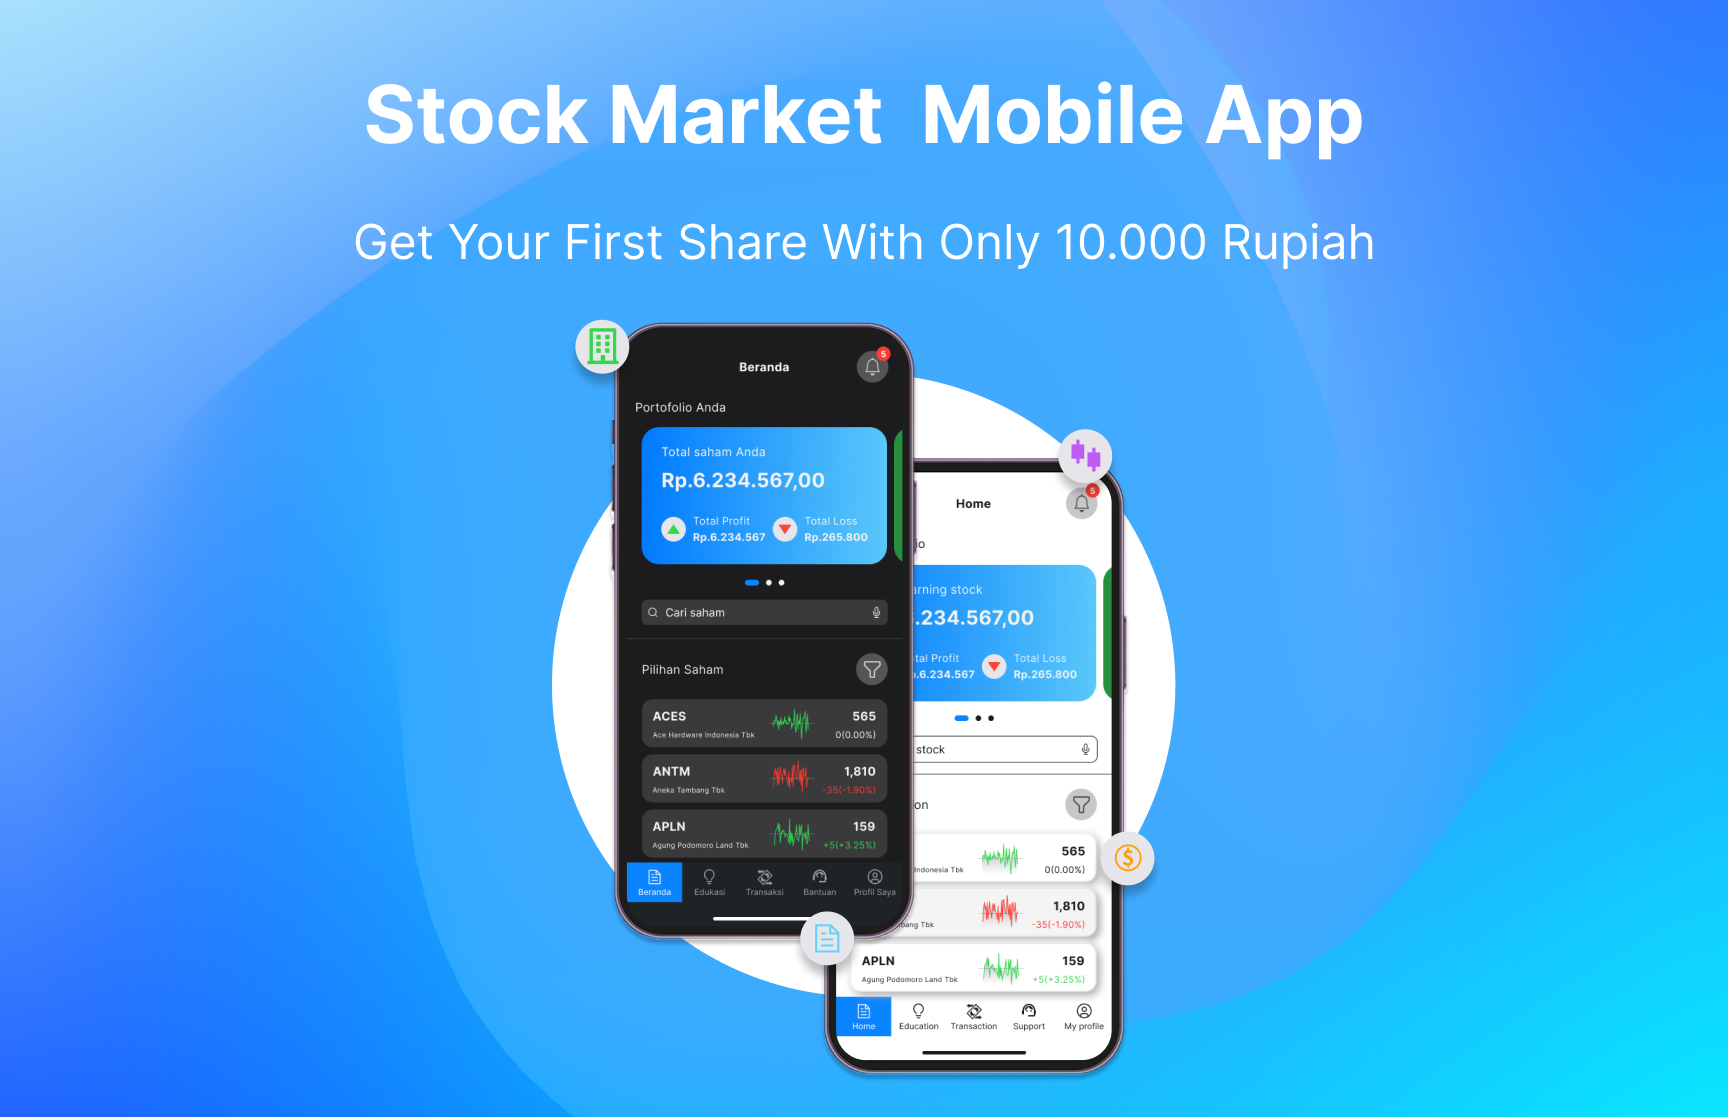 Stock Market Mobile App
Get Your First Share With Only 10.000 Rupiah
Beranda
5
Portofolio Anda
Total saham Anda
Rp.6.234.567,00
Total Profit
Rp.6.234.567
Total Loss
Rp.265.800
Cari saham
Pilihan Saham
ACES
565
Ace Hardware Indonesia Tbk
0(0.00%)
ANTM
1,810
Aneka Tambang Tbk
-35(-1.90%)
APLN
159
Agung Podomoro Land Tbk
+5(+3.25%)
Beranda
Edukasi
Transaksi
Bantuan
Profil Saya
Home
5
io
arning stock
.234.567,00
tal Profit
.6.234.567
Total Loss
Rp.265.800
stock
on
565
Indonesia Tbk
0(0.00%)
1,810
bang Tbk
-35(-1.90%)
APLN
159
Agung Podomoro Land Tbk
+5(+3.25%)
Home
Education
Transaction
Support
My profile